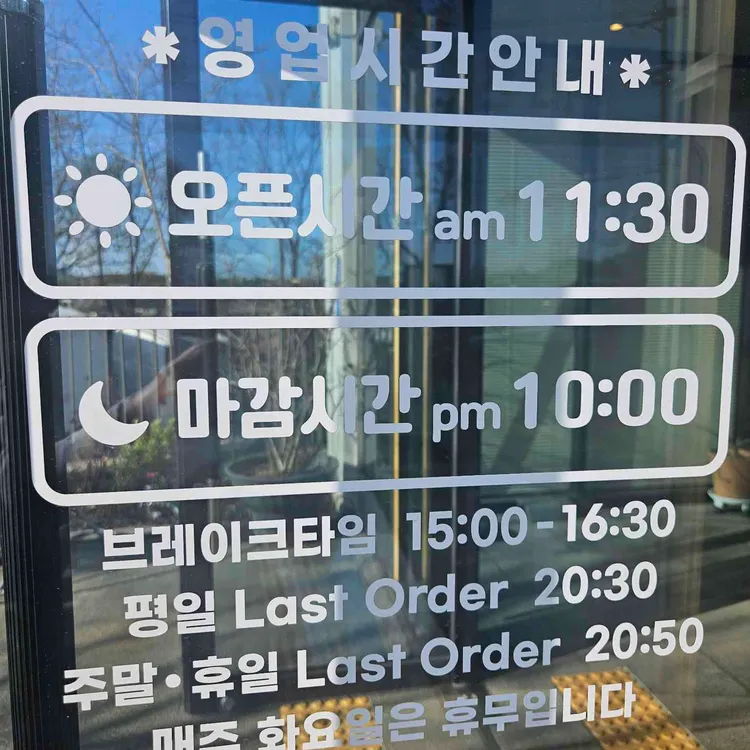 *영업시간안내*
오픈시간 am 11:30
마감시간 pm 10:00
브레이크타임 15:00 - 16:30
평일 Last Order 20:30
주말·휴일 Last Order 20:50
매주 화요일은 휴무입니다